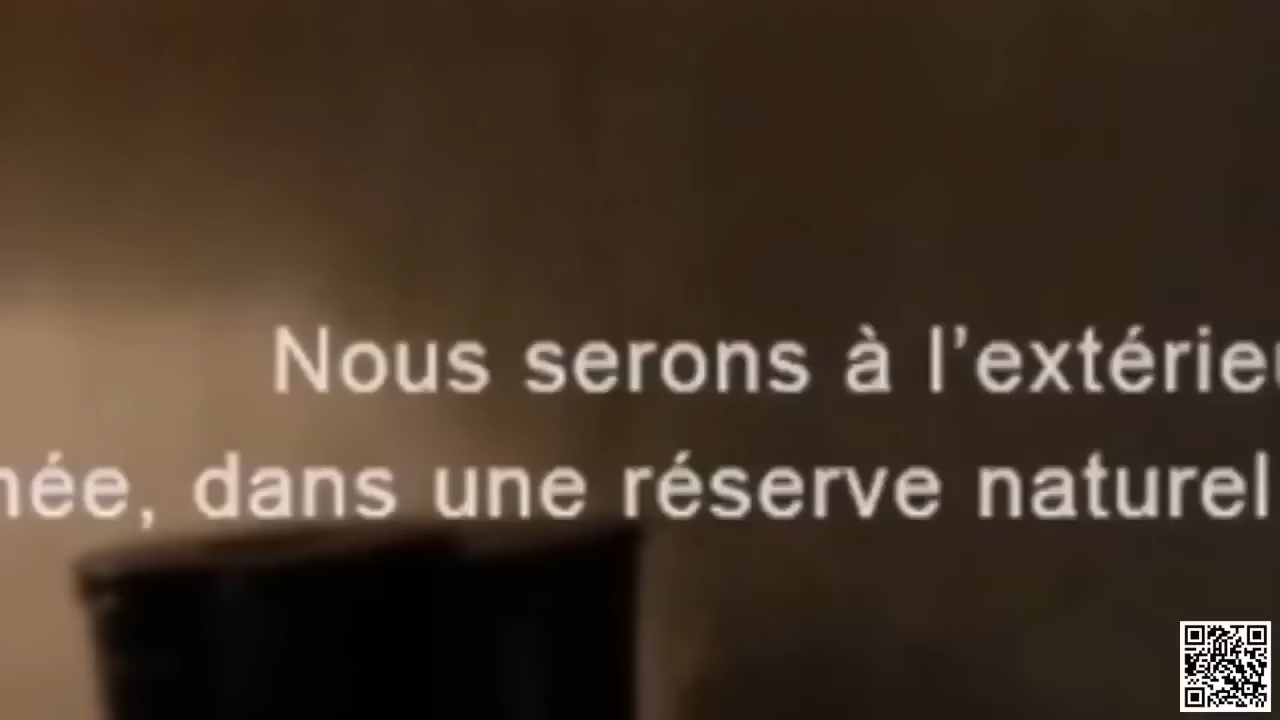 Nous serons à l’extérieu
née, dans une réserve naturel